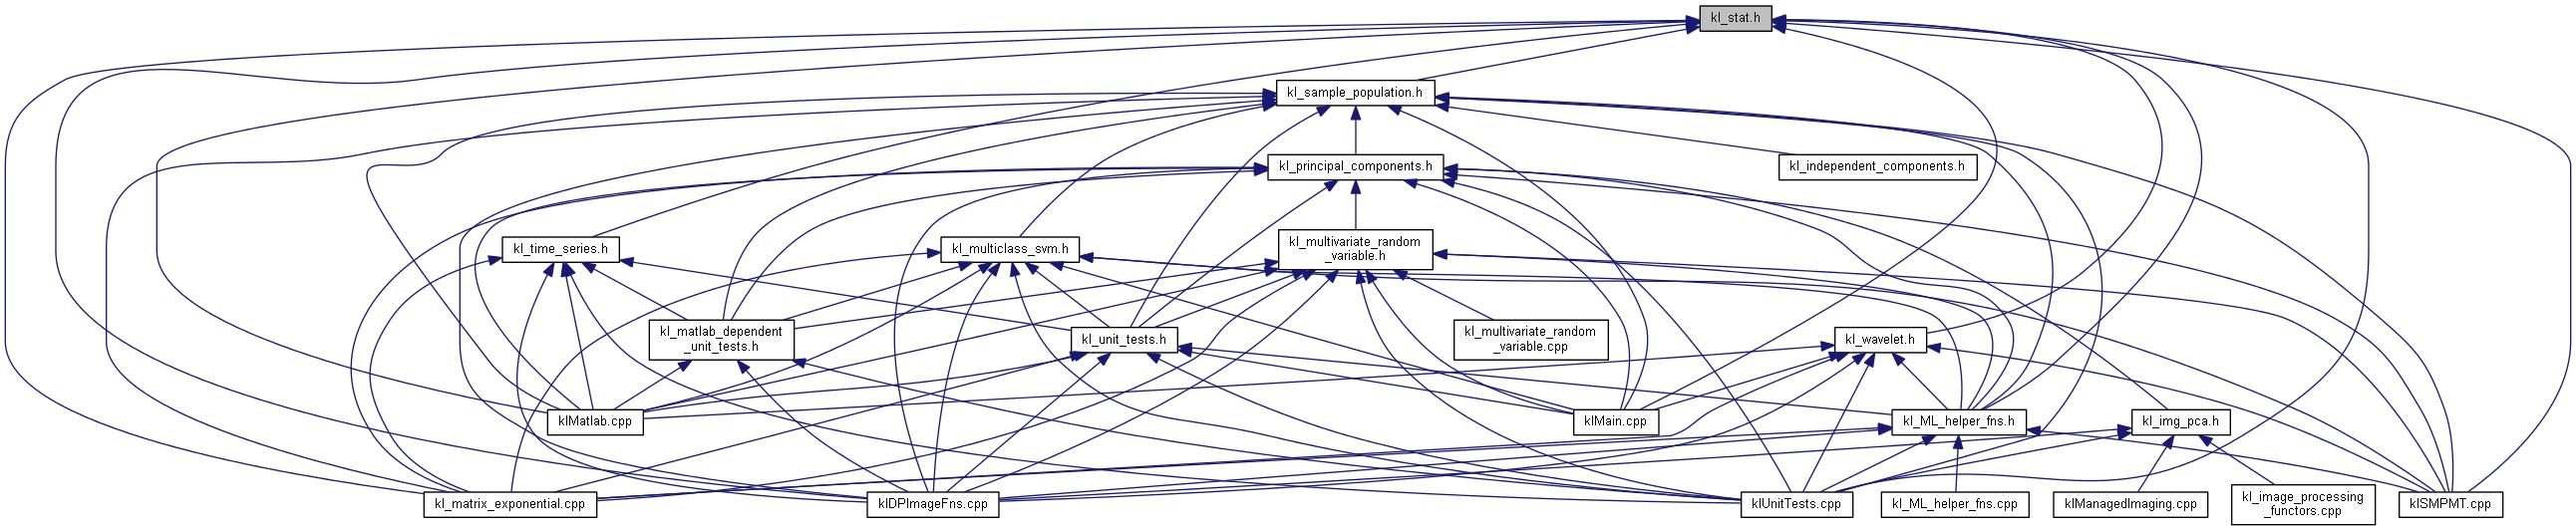 kl_stat.h
kl_sample_population.h
kl_principal_components.h
kl_independent_components.h
kl_time_series.h
kl_multiclass_svm.h
kl_multivariate_random
_variable.h
kl_matlab_dependent
_unit_tests.h
kl_unit_tests.h
kl_multivariate_random
_variable.cpp
kl_wavelet.h
klMatlab.cpp
klMain.cpp
kl_ML_helper_fns.h
kl_img_pca.h
kl_matrix_exponential.cpp
klDPImageFns.cpp
klUnitTests.cpp
kl_ML_helper_fns.cpp
klManagedImaging.cpp
kl_image_processing
_functors.cpp
klSMPMT.cpp